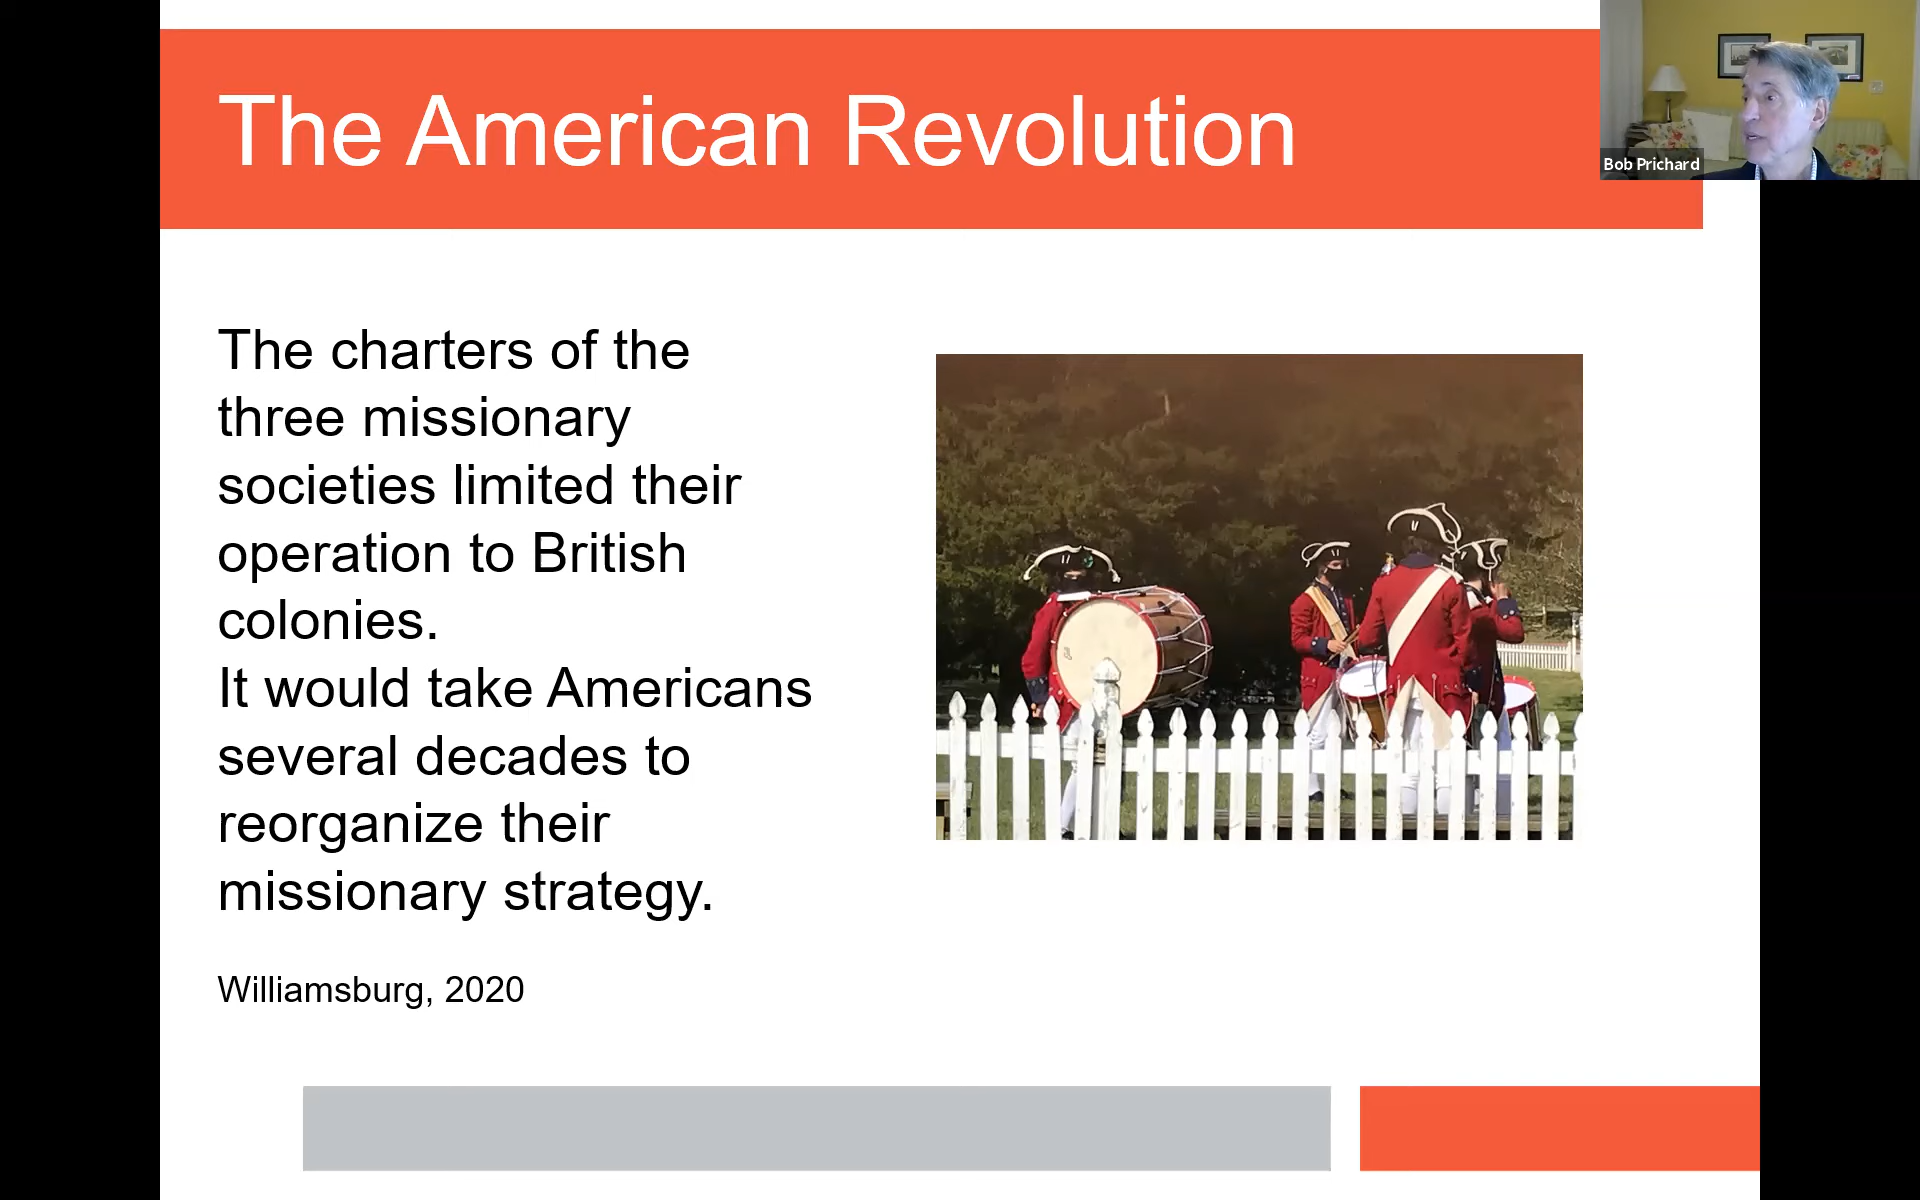 The American Revolution
Bob Prichard
The charters of the
three missionary
societies limited their
operation to British
colonies.
It would take Americans
several decades to
reorganize their
missionary strategy.
Williamsburg, 2020